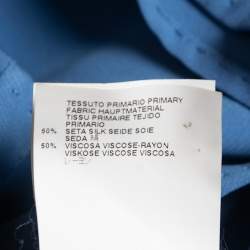 TESSUTO PRIMARIO PRIMARY
FABRIC HAUPTMATERIAL
TISSU PRIMAIRE TEJIDO
PRIMARIO
50% SETA SILK SEIDE SOIE
SEDA
50% VISCOSA VISCOSE-RAYON
VISKOSE VISCOSE VISCOSA